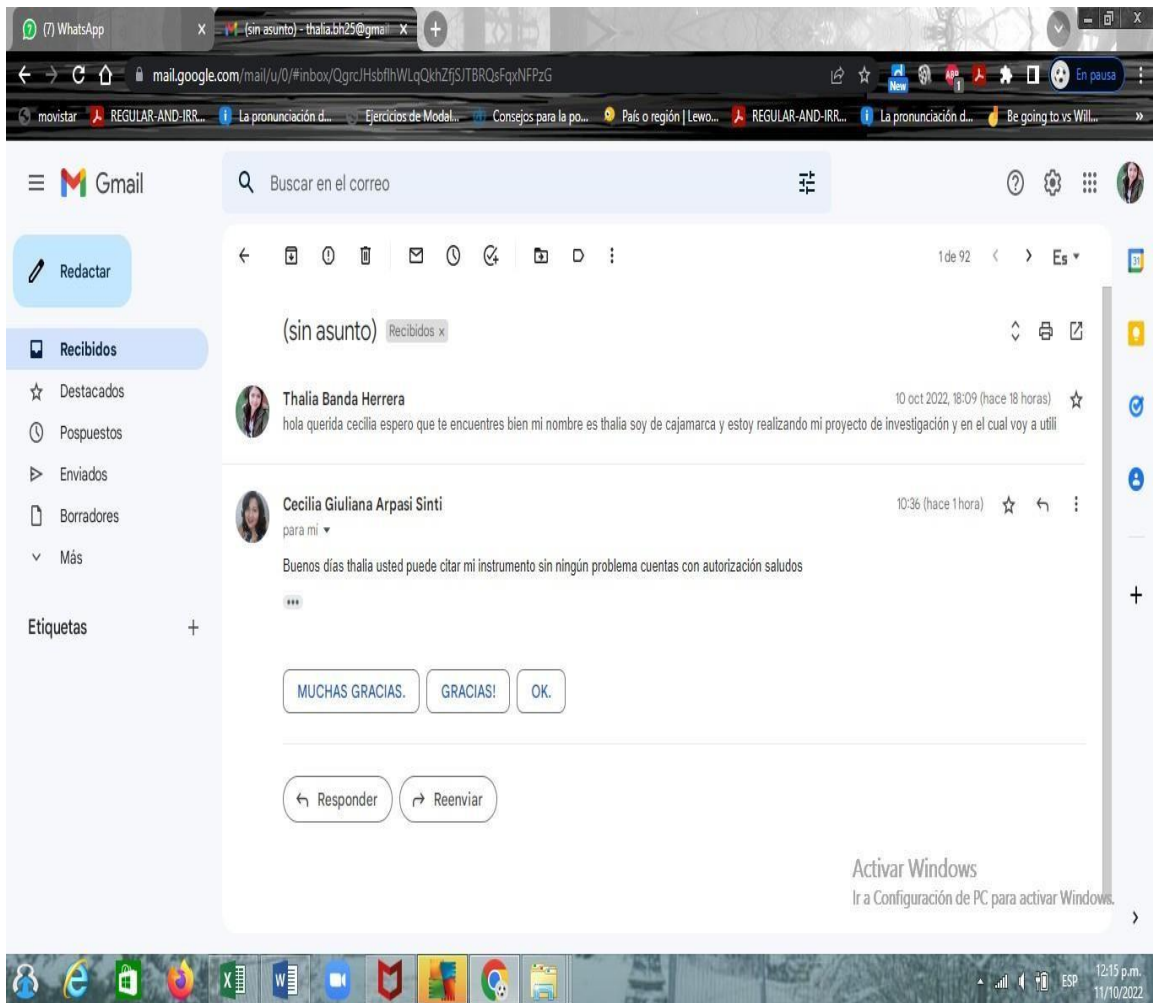 (7) WhatsApp
(sin asunto) - thalia.bh25@gmai
mail.google.com/mail/u/0/#inbox/QgrcJHsbflhWLqQkhZfjSJTBRQsFqxNFPzG
New
ABP
1
En pausa
movistar
REGULAR-AND-IRR...
La pronunciación d...
Ejercicios de Modal...
Consejos para la po...
País o región | Lewo...
REGULAR-AND-IRR...
La pronunciación d...
Be going to vs Will...
»
Gmail
Buscar en el correo
Redactar
1 de 92
Es
31
(sin asunto)
Recibidos x
Recibidos
Destacados
Pospuestos
Enviados
Borradores
Más
Etiquetas
Thalia Banda Herrera
10 oct 2022, 18:09 (hace 18 horas)
hola querida cecilia espero que te encuentres bien mi nombre es thalia soy de cajamarca y estoy realizando mi proyecto de investigación y en el cual voy a utili
Cecilia Giuliana Arpasi Sinti
10:36 (hace 1 hora)
para mí
Buenos días thalia usted puede citar mi instrumento sin ningún problema cuentas con autorización saludos
MUCHAS GRACIAS.
GRACIAS!
OK.
Responder
Reenviar
Activar Windows
Ir a Configuración de PC para activar Windows.
ESP
12:15 p.m.
11/10/2022